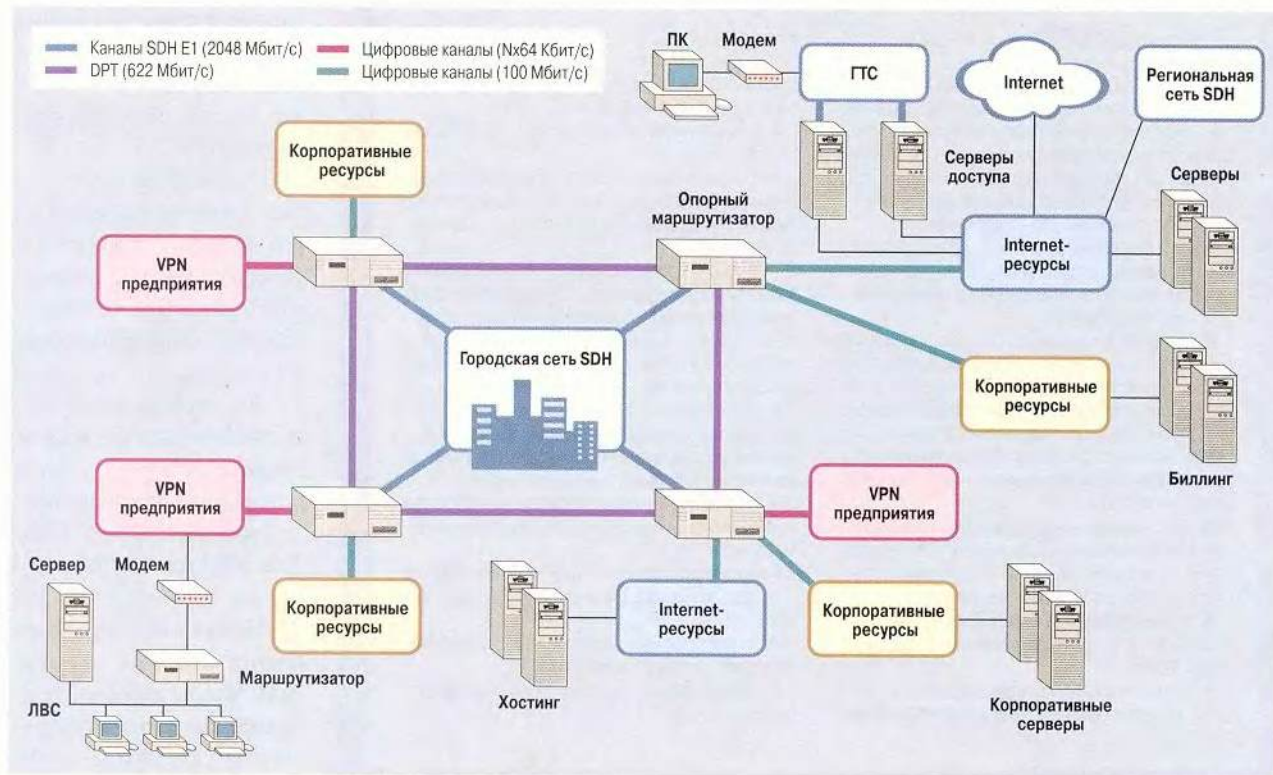 Каналы SDH E1 (2048 Мбит/с)
Цифровые каналы (Nx64 Кбит/с)
DPT (622 Мбит/с)
Цифровые каналы (100 Мбит/с)
ПК
Модем
ГТС
Internet
Региональная
сеть SDH
Серверы
доступа
Серверы
Корпоративные
ресурсы
Опорный
маршрутизатор
Internet-
ресурсы
VPN
предприятия
Городская сеть SDH
Корпоративные
ресурсы
Биллинг
VPN
предприятия
VPN
предприятия
Сервер
Модем
Корпоративные
ресурсы
Internet-
ресурсы
Корпоративные
ресурсы
Маршрутизатор
ЛВС
Хостинг
Корпоративные
серверы